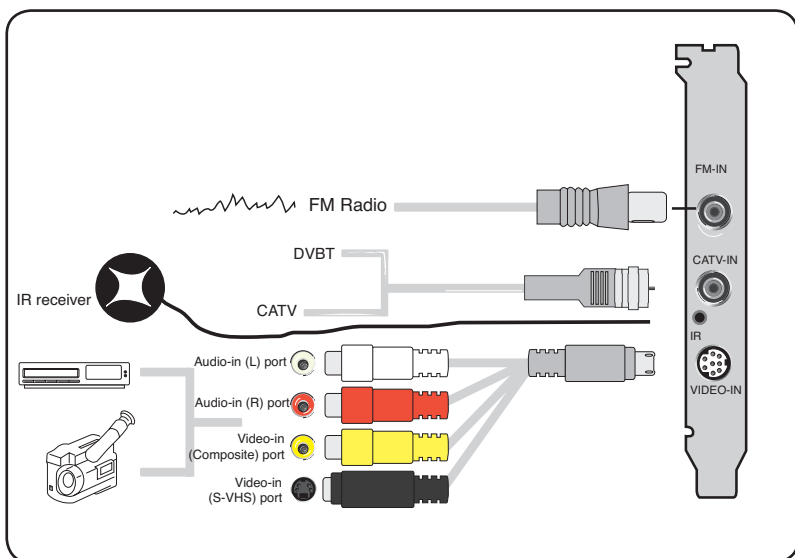 FM-IN
FM Radio
DVBT
CATV-IN
IR receiver
CATV
IR
Audio-in (L) port
VIDEO-IN
Audio-in (R) port
Video-in
(Composite) port
Video-in
(S-VHS) port